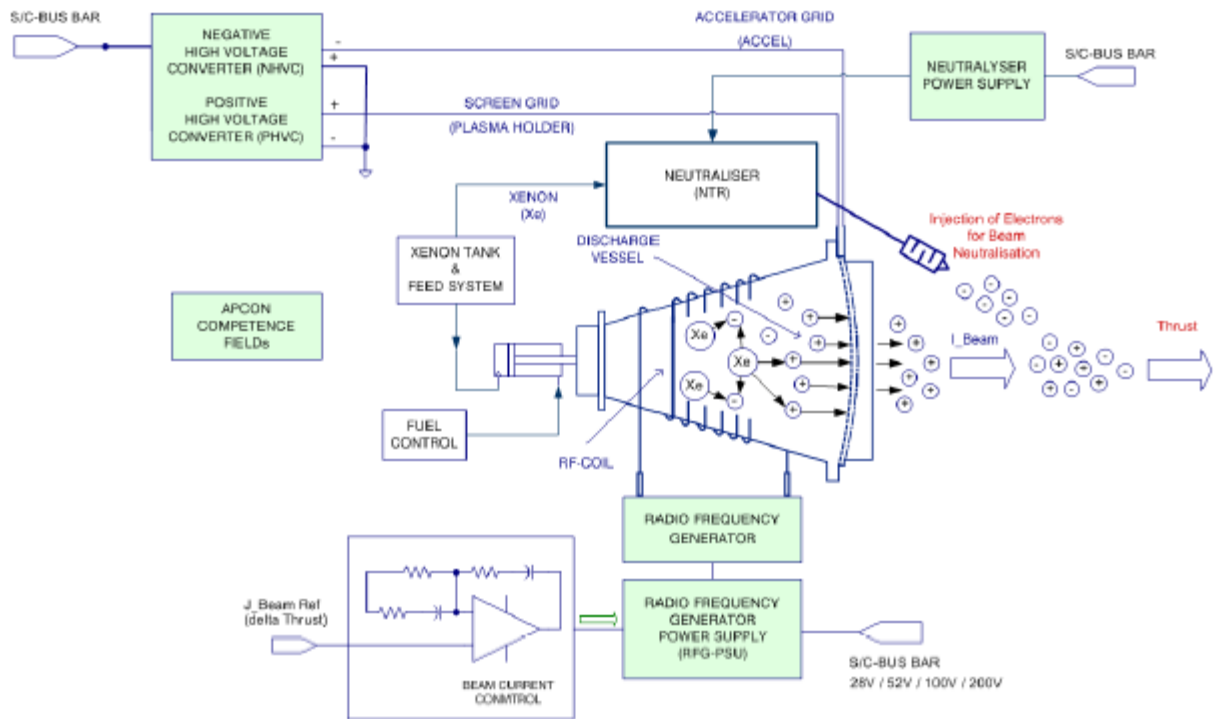 S/C-BUS BAR
NEGATIVE
HIGH VOLTAGE
CONVERTER (NHVC)
POSITIVE
HIGH VOLTAGE
CONVERTER (PHVC)
-
+
+
-
ACCELERATOR GRID
(ACCEL)
SCREEN GRID
(PLASMA HOLDER)
NEUTRALYSER
POWER SUPPLY
S/C-BUS BAR
NEUTRALISER
(NTR)
XENON
(Xe)
XENON TANK
&
FEED SYSTEM
DISCHARGE
VESSEL
Injection of Electrons
for Beam
Neutralisation
APCON
COMPETENCE
FIELDs
Xe
Xe
Xe
I_Beam
Thrust
FUEL
CONTROL
RF-COIL
RADIO FREQUENCY
GENERATOR
J_Beam Ref
(delta Thrust)
BEAM CURRENT
CONMTROL
RADIO FREQUENCY
GENERATOR
POWER SUPPLY
(RFG-PSU)
S/C-BUS BAR
28V / 52V / 100V / 200V